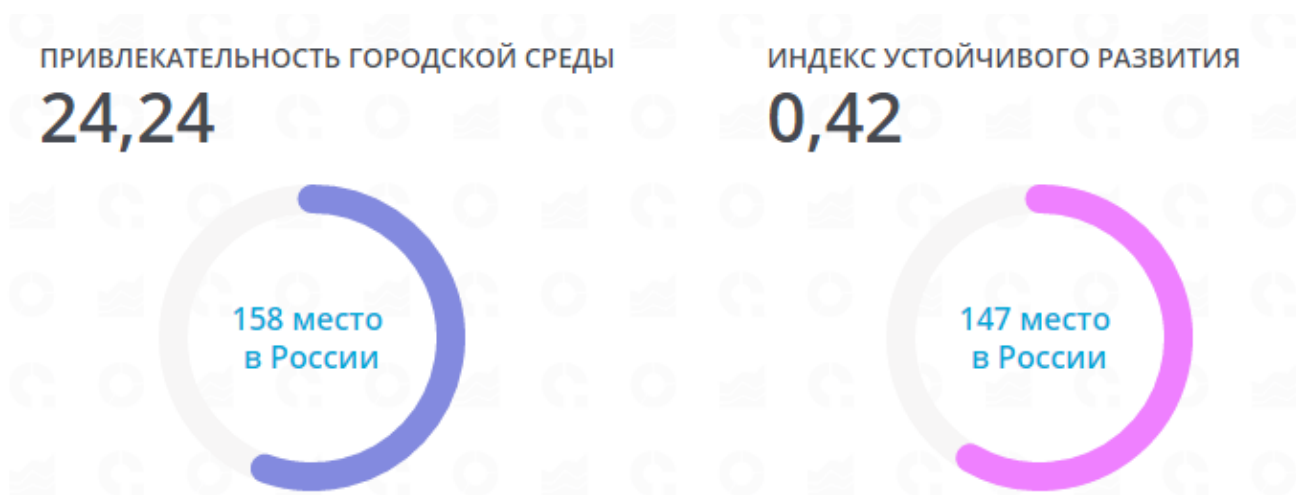 ПРИВЛЕКАТЕЛЬНОСТЬ ГОРОДСКОЙ СРЕДЫ
24,24
158 место
в России
ИНДЕКС УСТОЙЧИВОГО РАЗВИТИЯ
0,42
147 место
в России